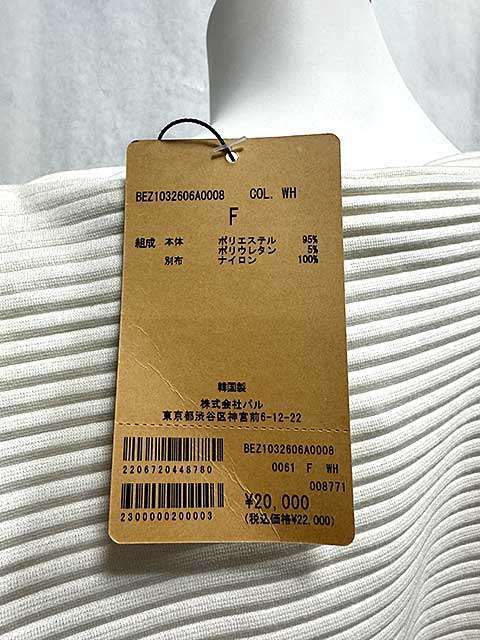 BEZ1032606A0008 COL. WH
F
組成 本体 ポリエステル 95%
ポリウレタン 5%
別布 ナイロン 100%
韓国製
株式会社パル
東京都渋谷区神宮前6-12-22
BEZ1032606A0008
2206720448780
0061 F WH
008771
2300000200003
¥20,000
(税込価格¥22,000)